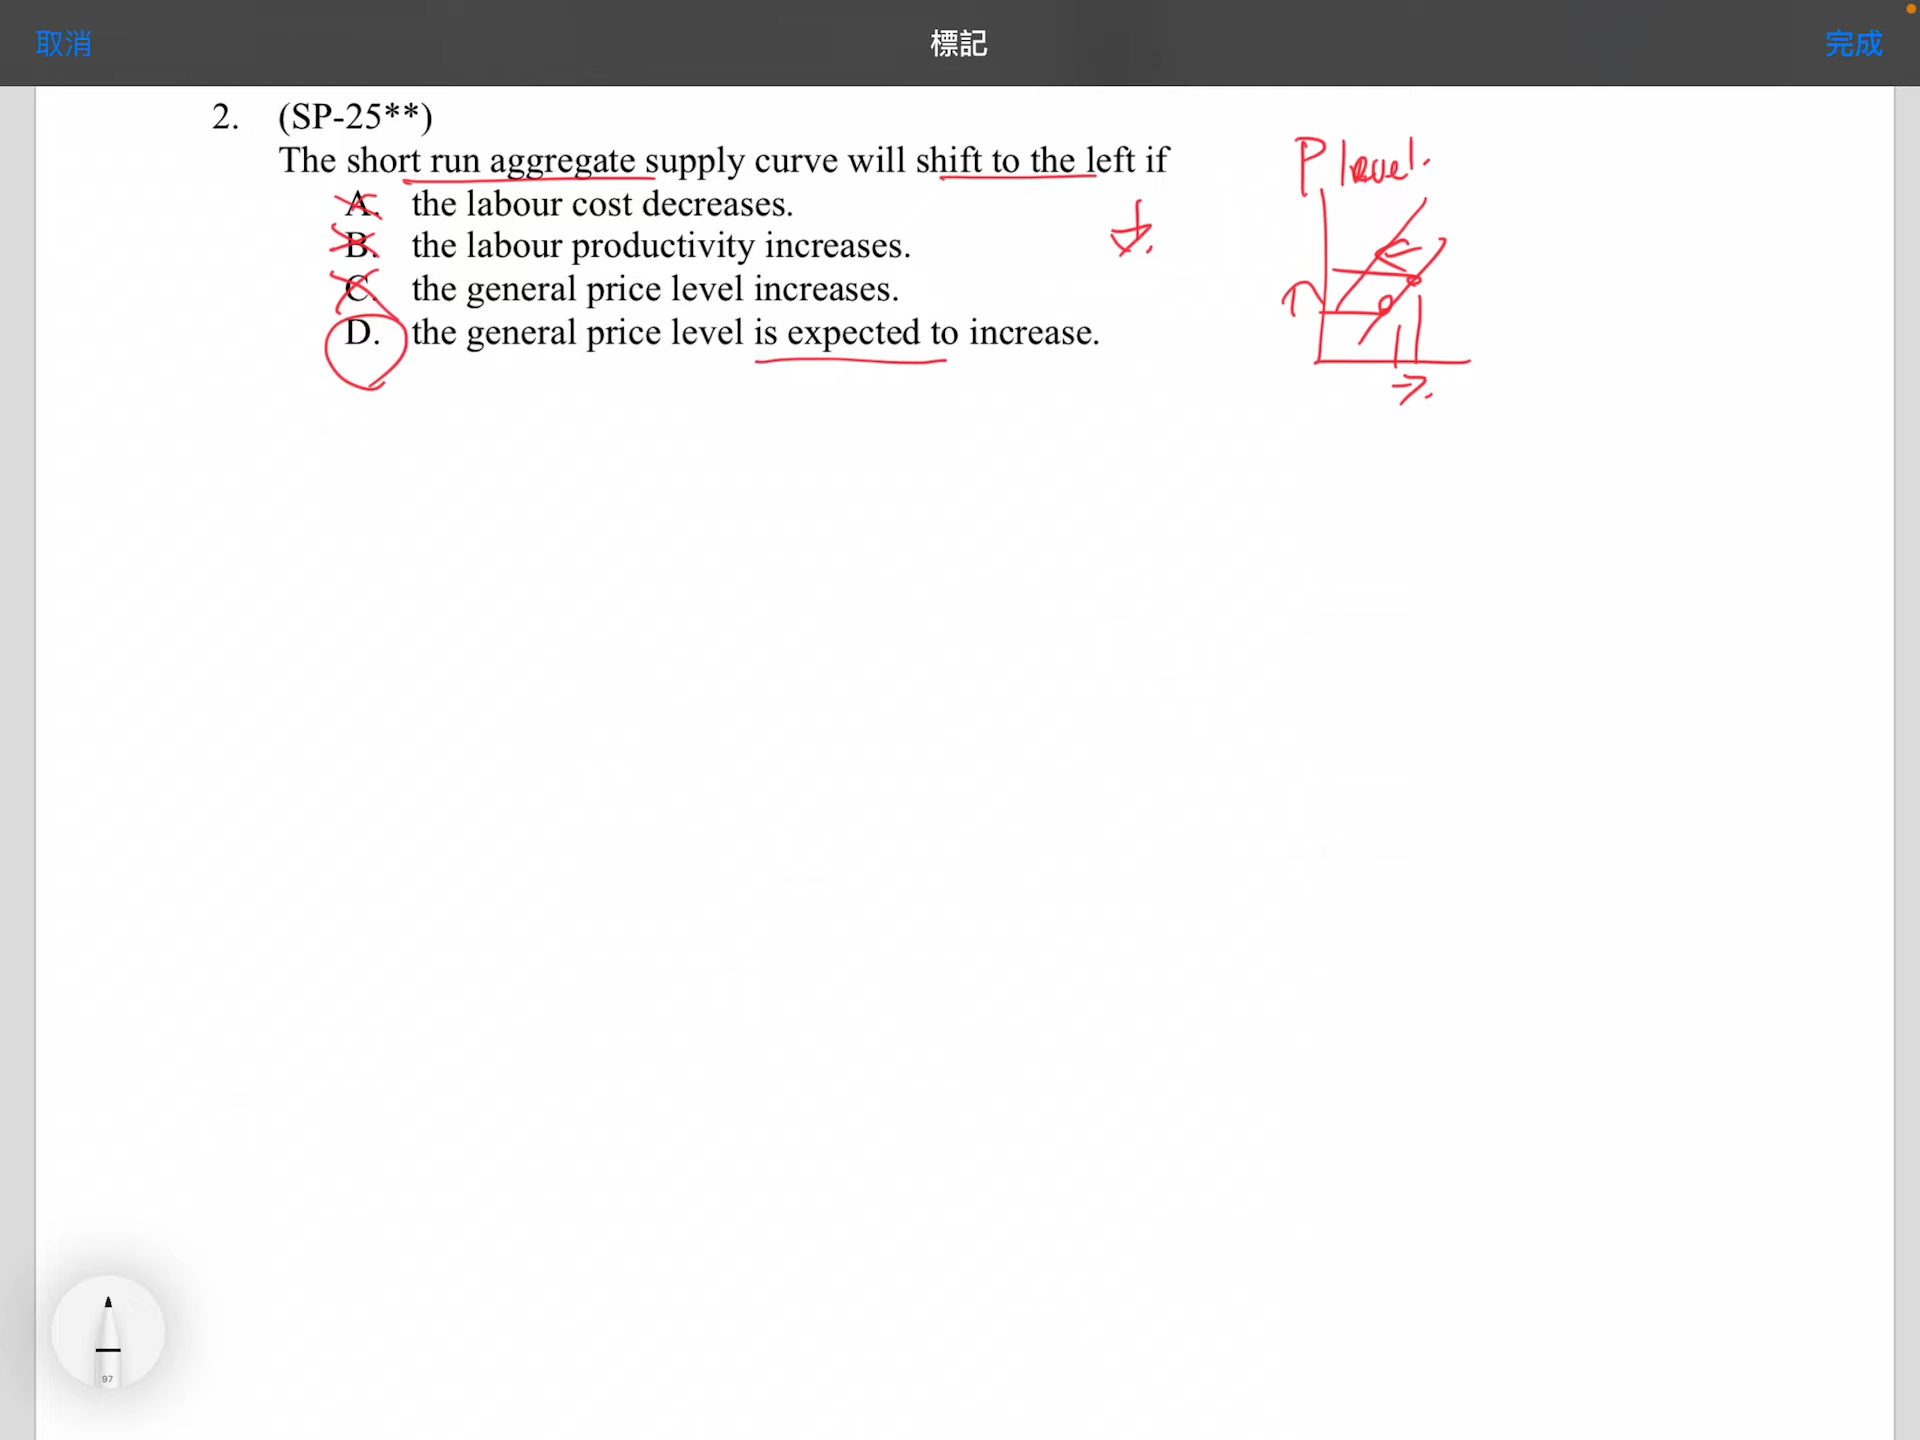 取消
標記
完成
2. (SP-25**)
The short run aggregate supply curve will shift to the left if
A. the labour cost decreases.
B. the labour productivity increases.
C. the general price level increases.
D. the general price level is expected to increase.
P level.
97